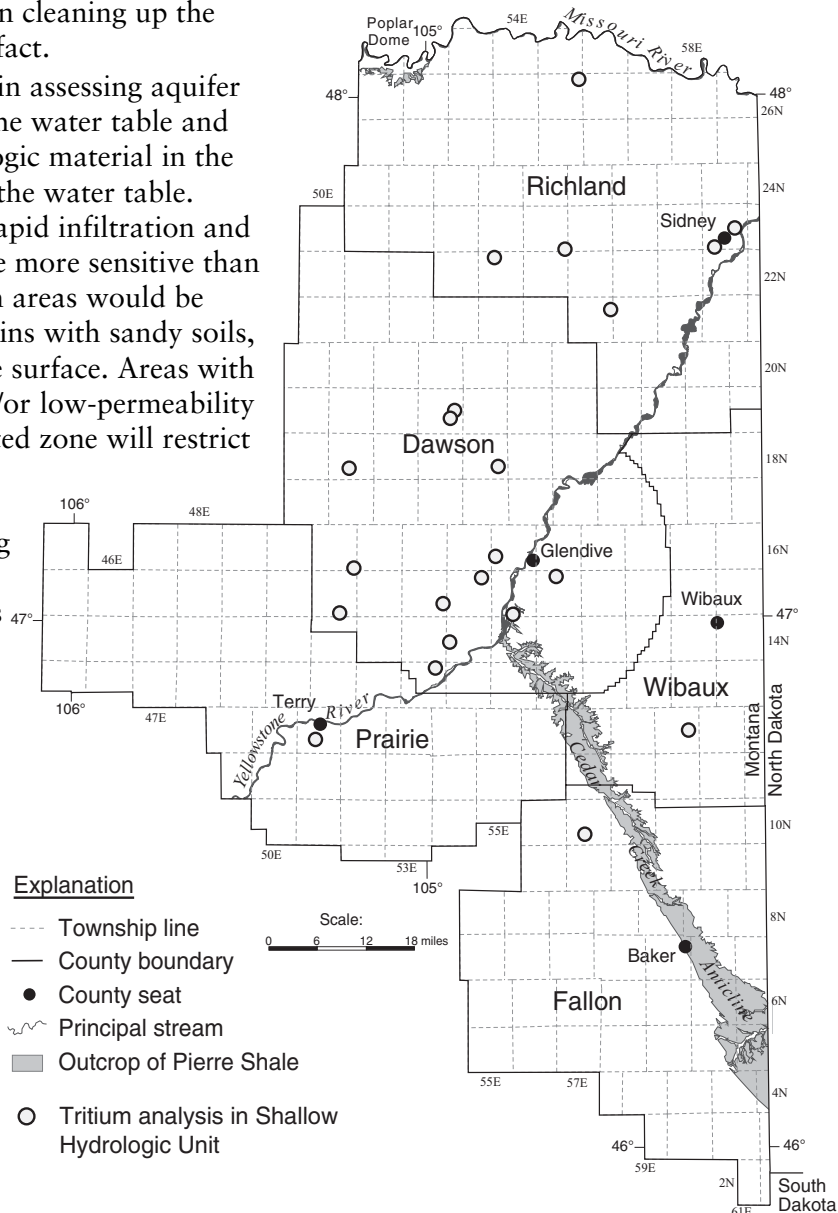 n cleaning up the
fact.
in assessing aquifer
ne water table and
ogic material in the
the water table.
apid infiltration and
e more sensitive than
n areas would be
ins with sandy soils,
e surface. Areas with
/or low-permeability
ted zone will restrict
g
Poplar
Dome
105°
54E
Missouri River
58E
48°
48°
26N
50E
Richland
24N
Sidney
22N
20N
Dawson
18N
106°
48E
46E
16N
Glendive
Wibaux
47°
47°
14N
106°
47E
Terry
Yellowstone River
Prairie
Wibaux
Montana
North Dakota
Cedar Creek Anticline
10N
55E
50E
53E
105°
8N
Baker
6N
Fallon
55E
57E
4N
46°
46°
59E
2N
South
Dakota
61E
Explanation
Township line
County boundary
County seat
Principal stream
Outcrop of Pierre Shale
Tritium analysis in Shallow
Hydrologic Unit
Scale:
0 6 12 18 miles